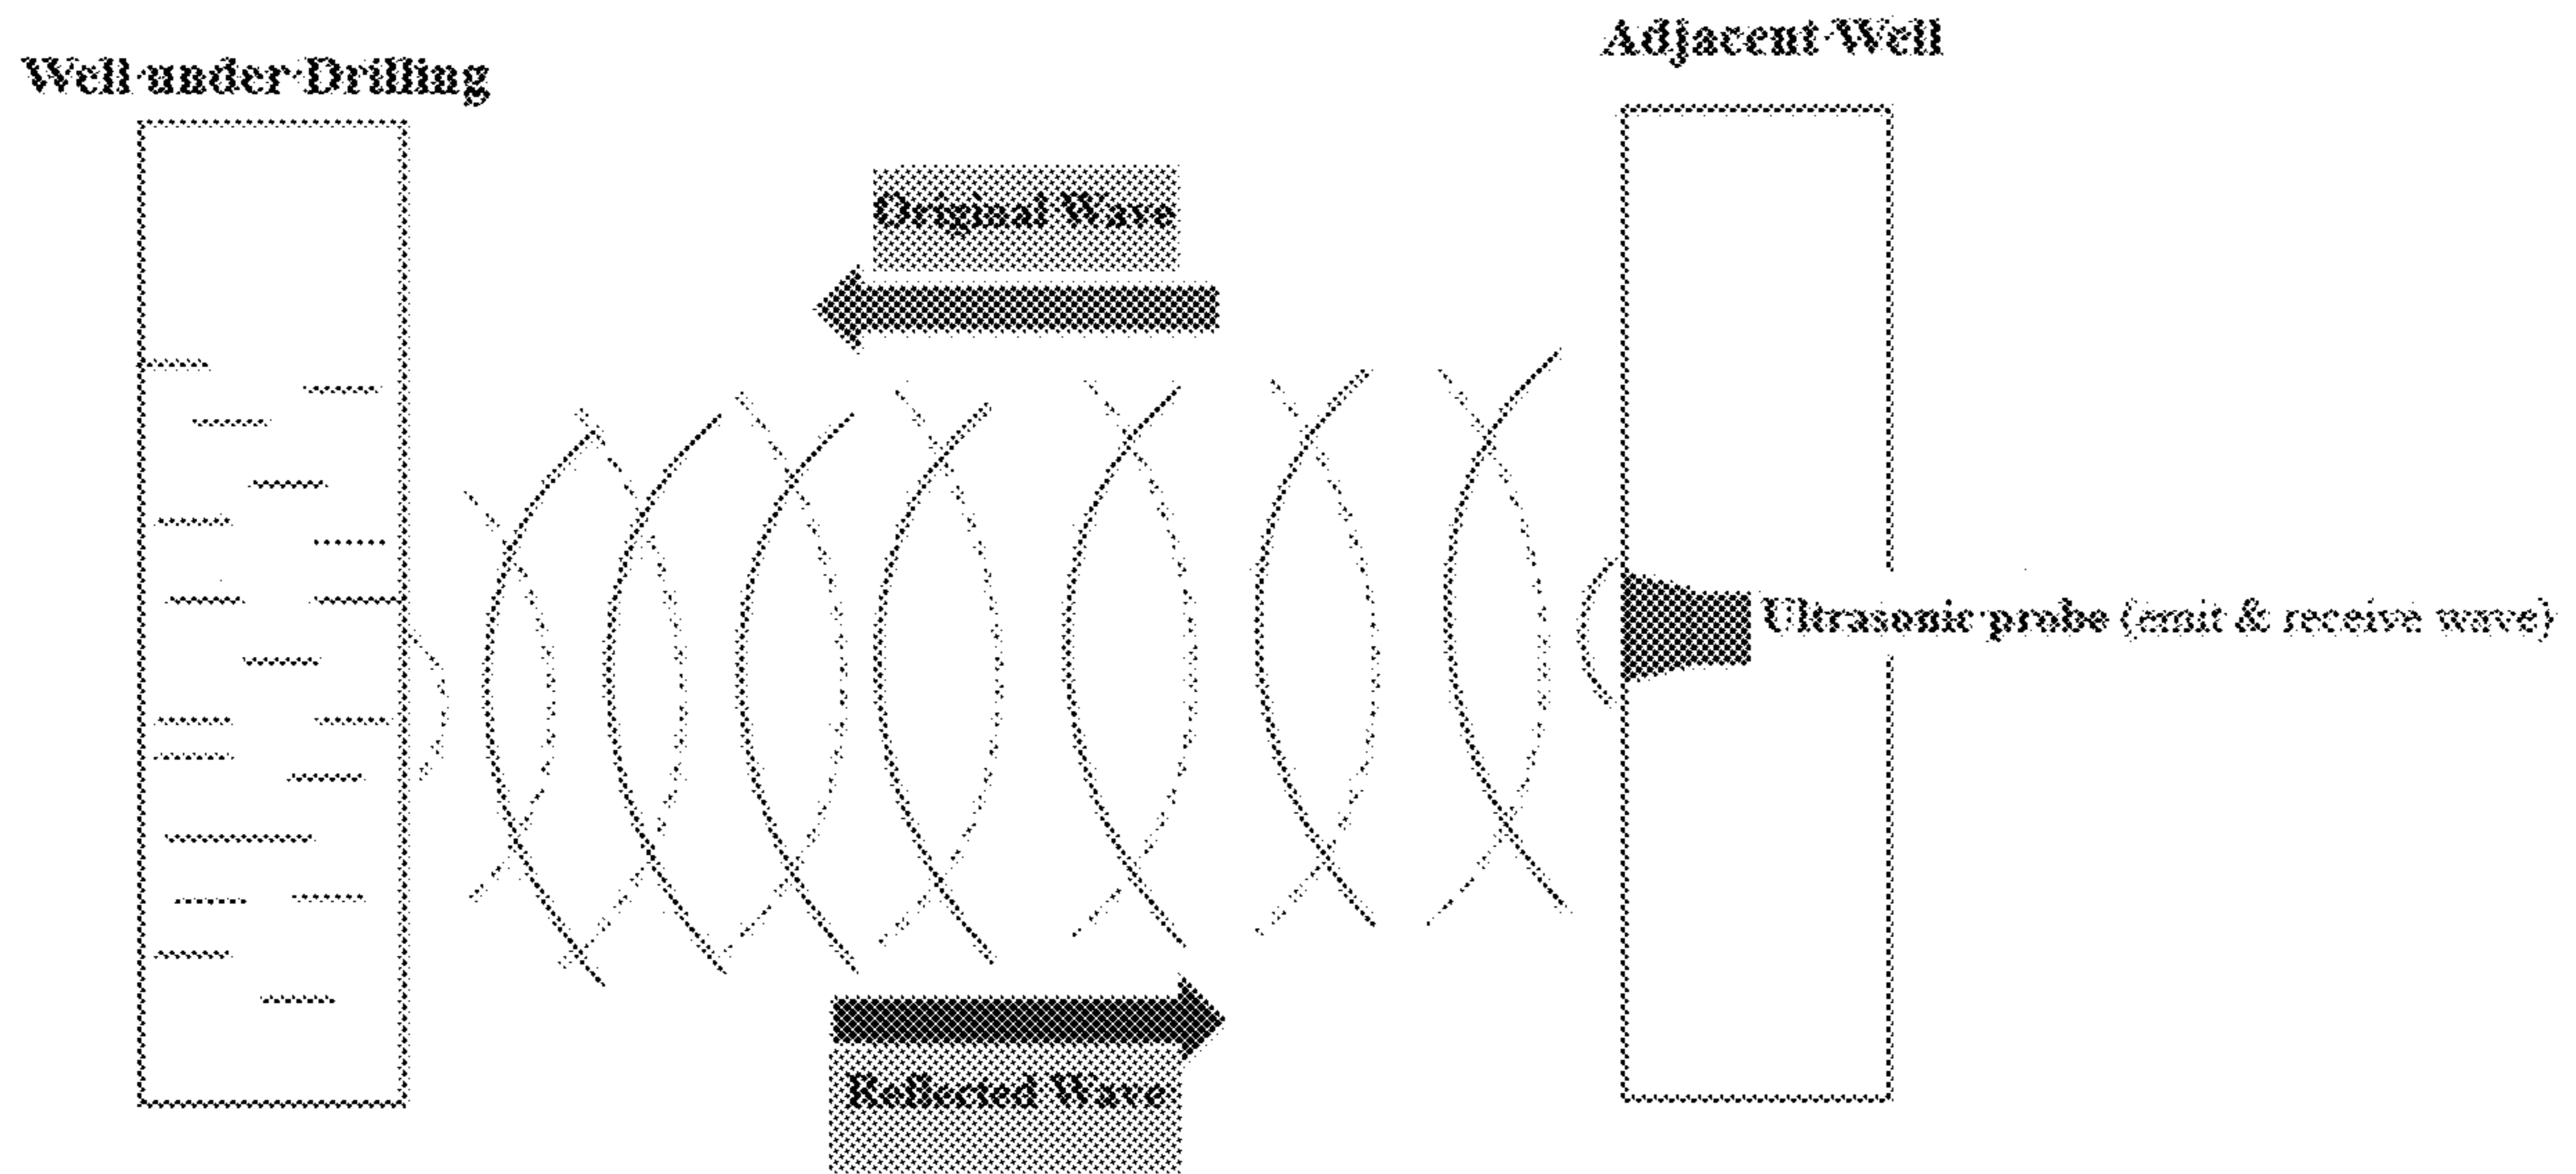 Adjacent Well
Well under Drilling
Original Wave
Ultrasonic probe (emit & receive wave)
Reflected Wave